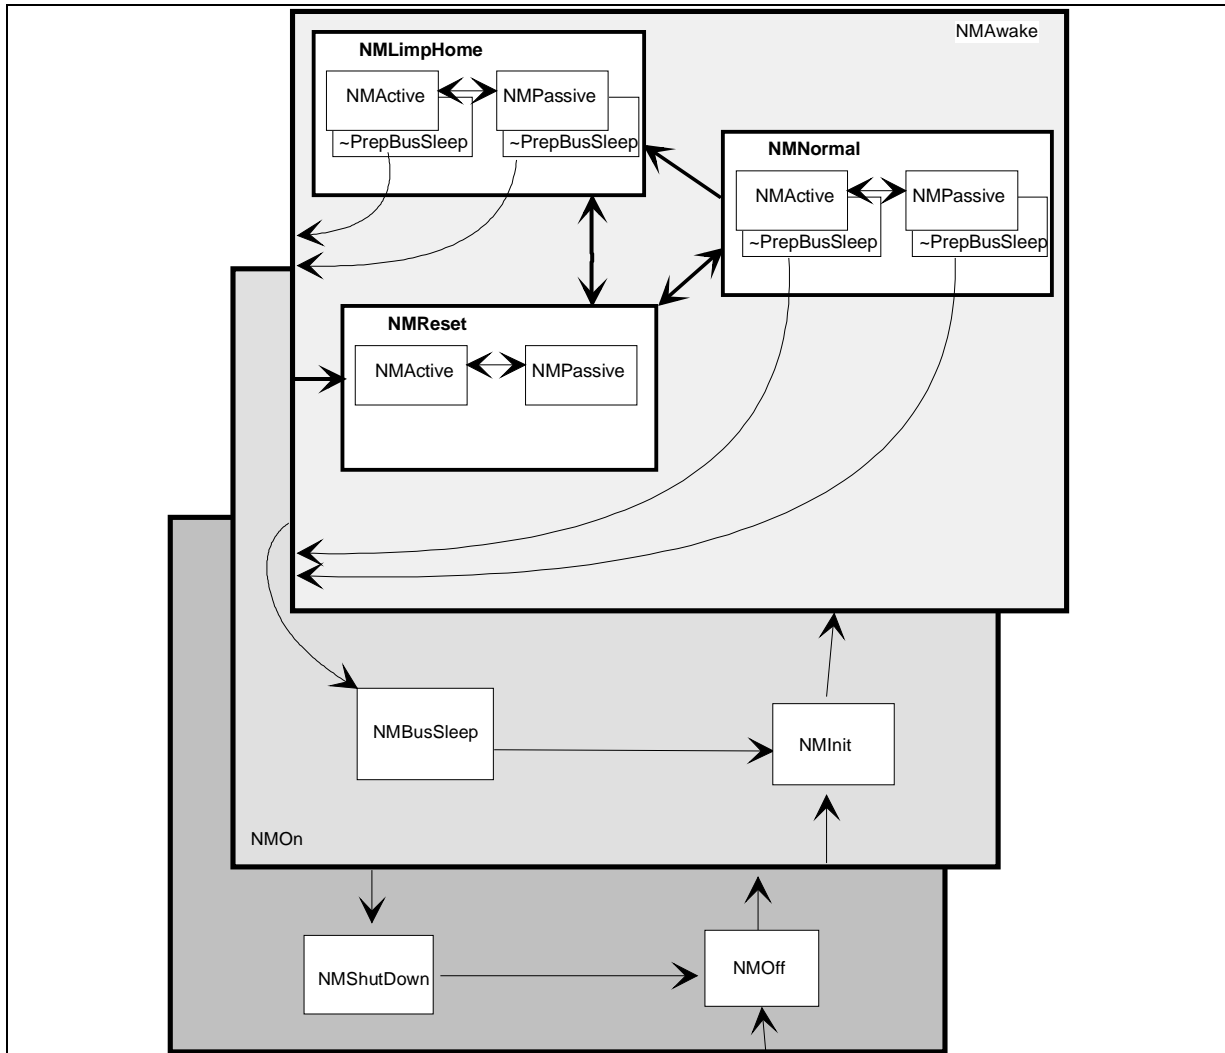 NMAwake
NMLimpHome
NMActive
NMPassive
~PrepBusSleep
~PrepBusSleep
NMNormal
NMActive
NMPassive
~PrepBusSleep
~PrepBusSleep
NMReset
NMActive
NMPassive
NMBusSleep
NMInit
NMOn
NMShutDown
NMOff